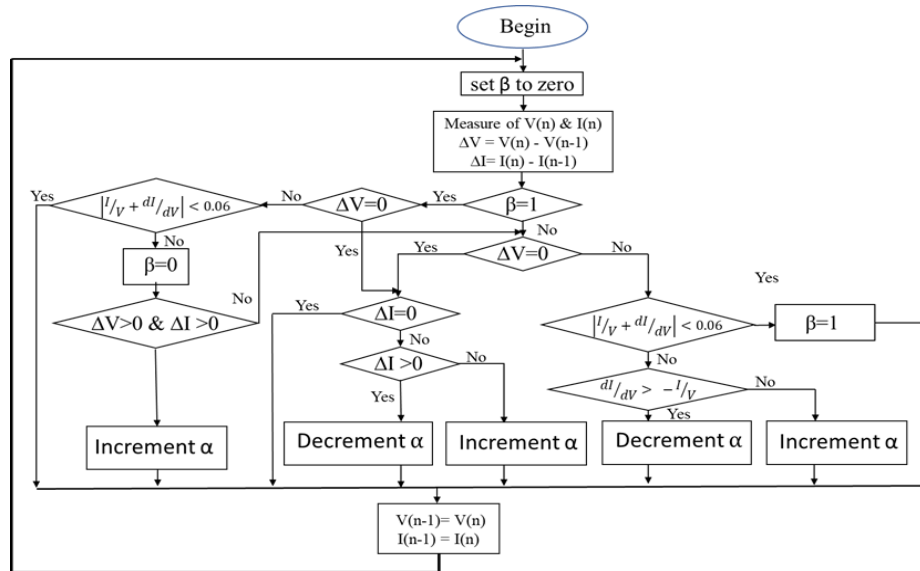 Begin
set β to zero
Measure of V(n) & I(n)
ΔV = V(n) - V(n-1)
ΔI= I(n) - I(n-1)
Yes
|I/V + dI/dV| < 0.06
No
ΔV=0
Yes
β=1
No
β=0
Yes
Yes
ΔV=0
No
No
ΔV>0 & ΔI >0
Yes
ΔI=0
No
Yes
|I/V + dI/dV| < 0.06
β=1
ΔI >0
No
No
dI/dV > - I/V
No
Yes
Yes
Increment α
Decrement α
Increment α
Decrement α
Increment α
V(n-1)= V(n)
I(n-1) = I(n)